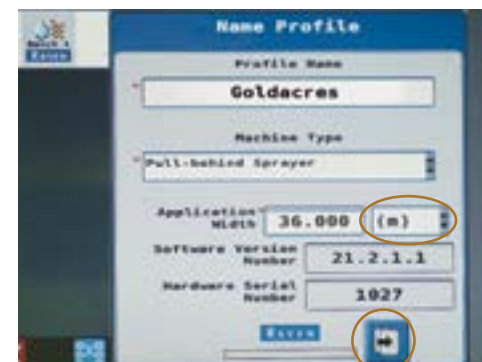 Name Profile
Profile Name
* Goldacres
Machine Type
* Pull-behind Sprayer
Application * 36.000 (m)
Width
Software Version 21.2.1.1
Number
Hardware Serial 1027
Number
Raven